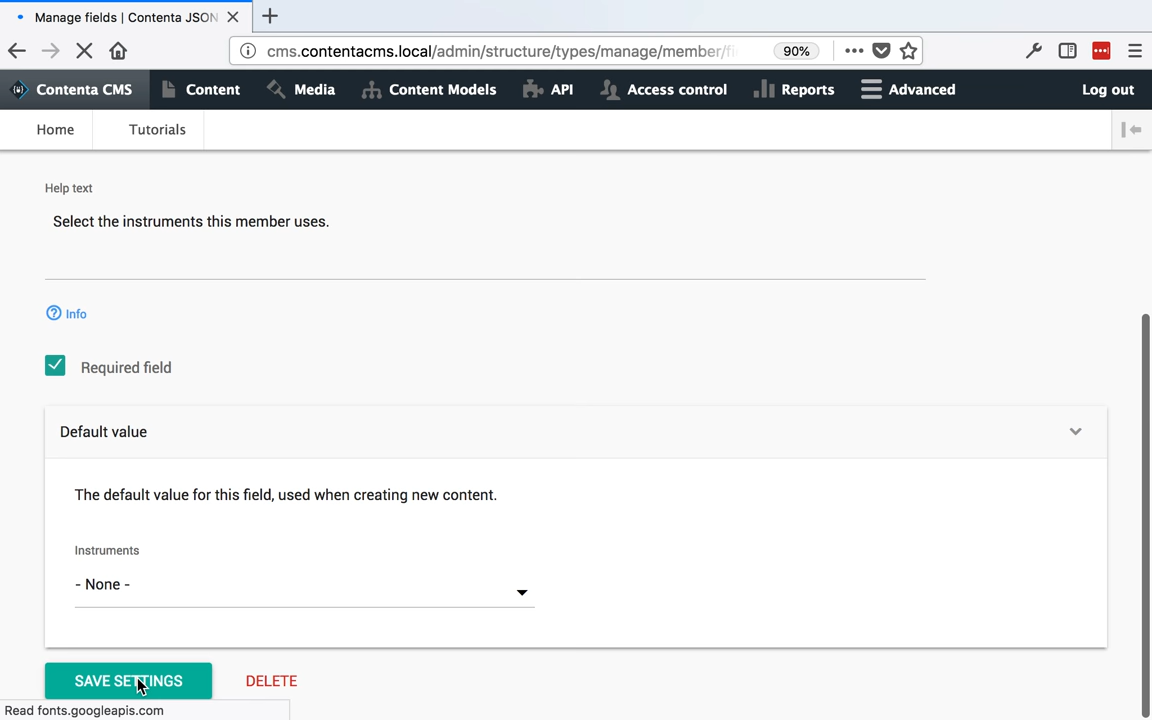 Manage fields | Contenta JSON
cms.contentacms.local/admin/structure/types/manage/member/fi
90%
Contenta CMS
Content
Media
Content Models
API
Access control
Reports
Advanced
Log out
Home
Tutorials
Help text
Select the instruments this member uses.
Info
Required field
Default value
The default value for this field, used when creating new content.
Instruments
- None -
SAVE SETTINGS
DELETE
Read fonts.googleapis.com